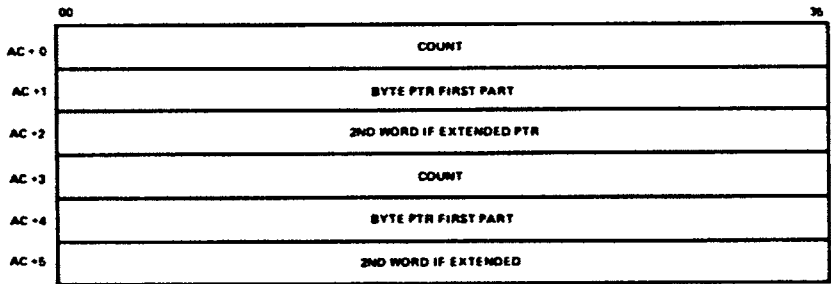 00 35
AC + 0 COUNT
AC +1 BYTE PTR FIRST PART
AC +2 2ND WORD IF EXTENDED PTR
AC +3 COUNT
AC +4 BYTE PTR FIRST PART
AC +5 2ND WORD IF EXTENDED